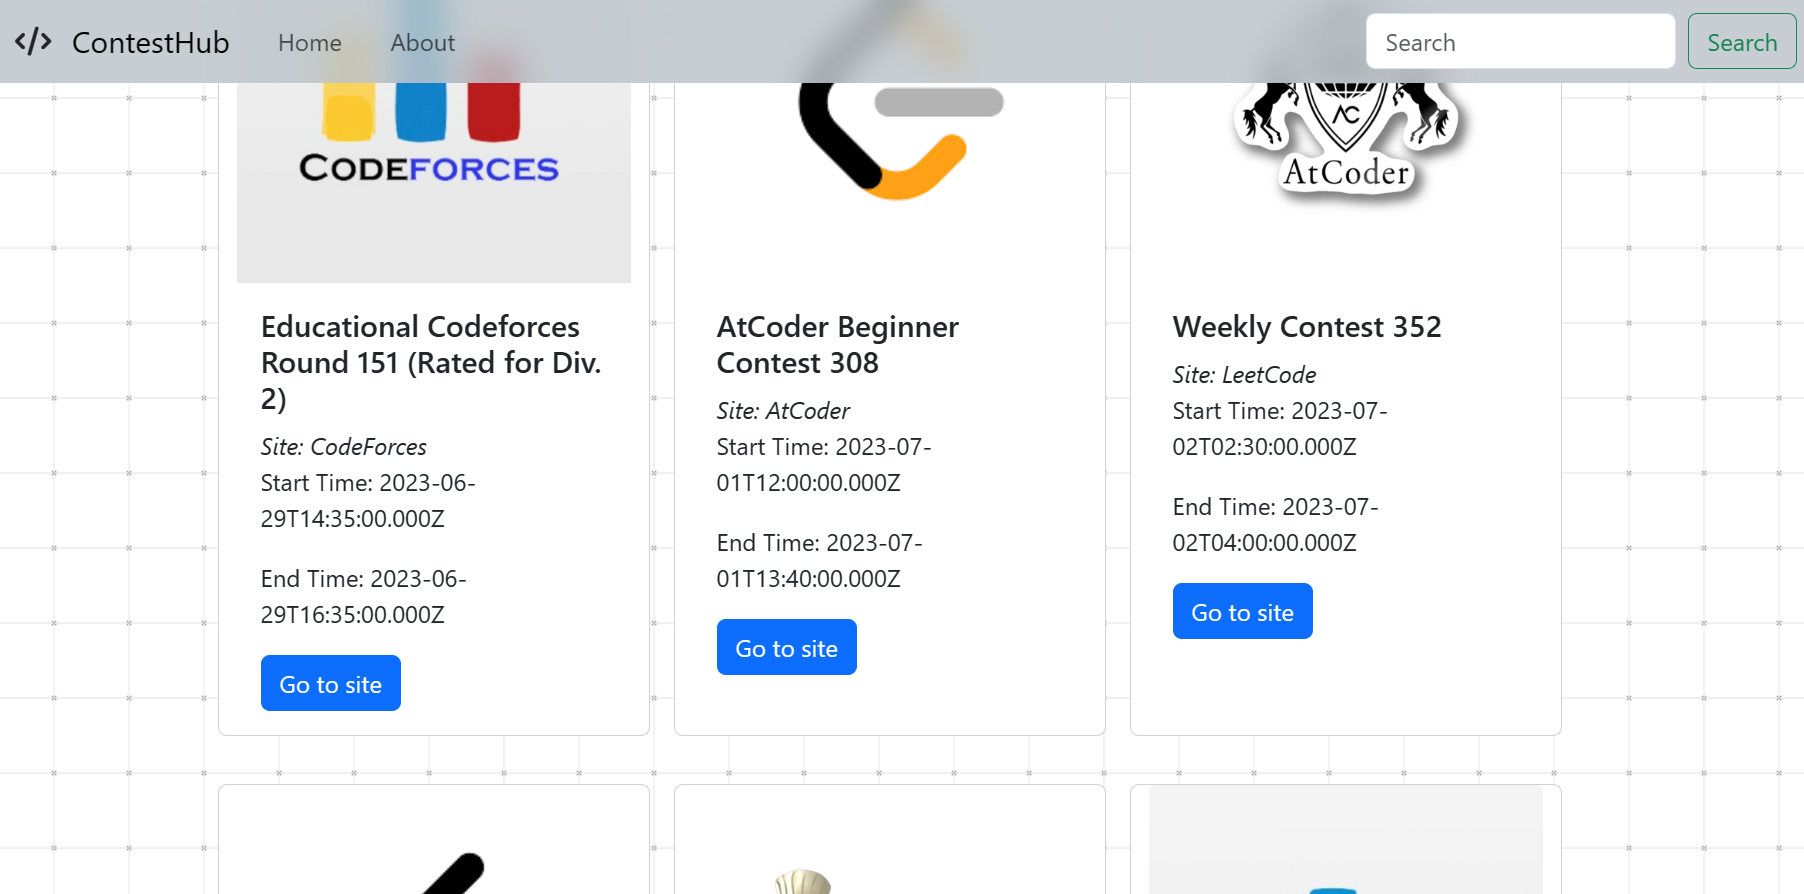 ContestHub
Home
About
Search
Search
CODEFORCES
Educational Codeforces
Round 151 (Rated for Div.
2)
Site: CodeForces
Start Time: 2023-06-
29T14:35:00.000Z
End Time: 2023-06-
29T16:35:00.000Z
Go to site
AtCoder Beginner
Contest 308
Site: AtCoder
Start Time: 2023-07-
01T12:00:00.000Z
End Time: 2023-07-
01T13:40:00.000Z
Go to site
AC
AtCoder
Weekly Contest 352
Site: LeetCode
Start Time: 2023-07-
02T02:30:00.000Z
End Time: 2023-07-
02T04:00:00.000Z
Go to site